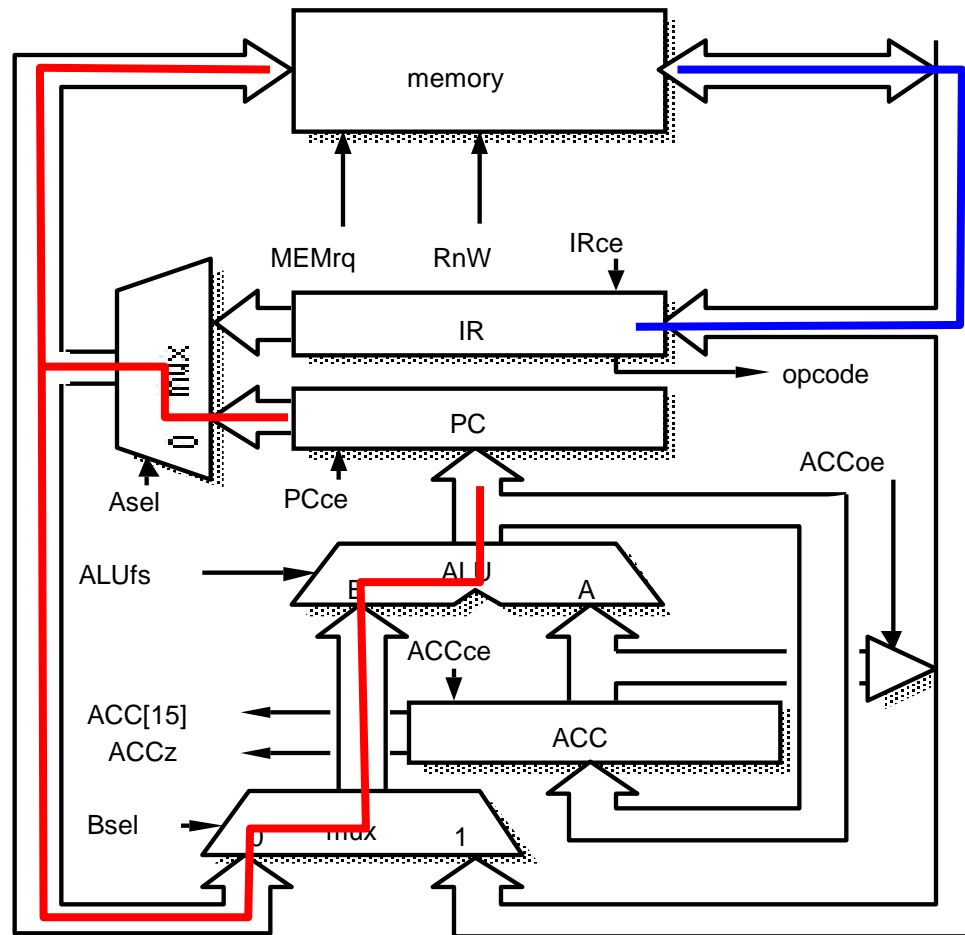 memory
MEMrq
RnW
IRce
IR
mux
opcode
0
PC
Asel
PCce
ACCoe
ALUfs
ALU
B
A
ACCce
ACC[15]
ACC
ACCz
Bsel
0
mux
1